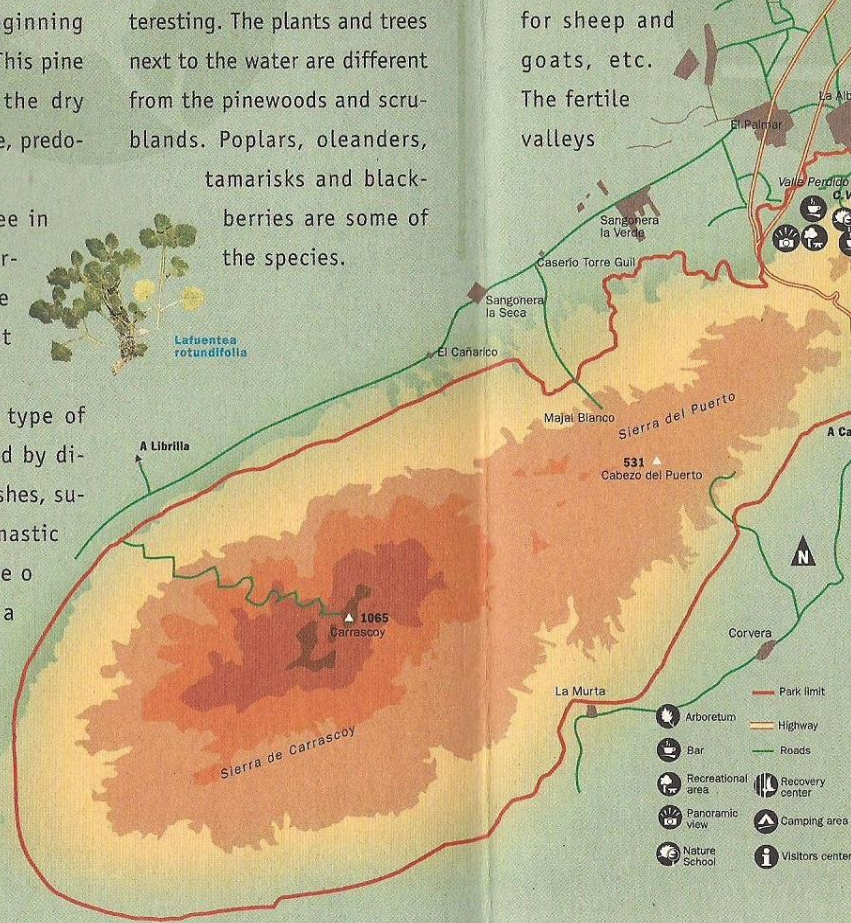 ginning
This pine
the dry
e, predo-
ee in
r-
e
t
type of
d by di-
shes, su-
nastic
e o
a
teresting. The plants and trees
next to the water are different
from the pinewoods and scru-
blands. Poplars, oleanders,
tamarisks and black-
berries are some of
the species.
Lafuentea
rotundifolia
for sheep and
goats, etc.
The fertile
valleys
La Alb
El Palmar
Valle Perdido
d.v
Sangonera
la Verde
Caserío Torre Guil
Sangonera
la Seca
El Cañarico
Majal Blanco
Sierra del Puerto
A Librilla
A Ca
531
Cabezo del Puerto
N
1065
Carrascoy
Corvera
La Murta
Sierra de Carrascoy
Park limit
Arboretum
Highway
Bar
Roads
Recreational
area
Recovery
center
Panoramic
view
Camping area
Nature
School
Visitors center